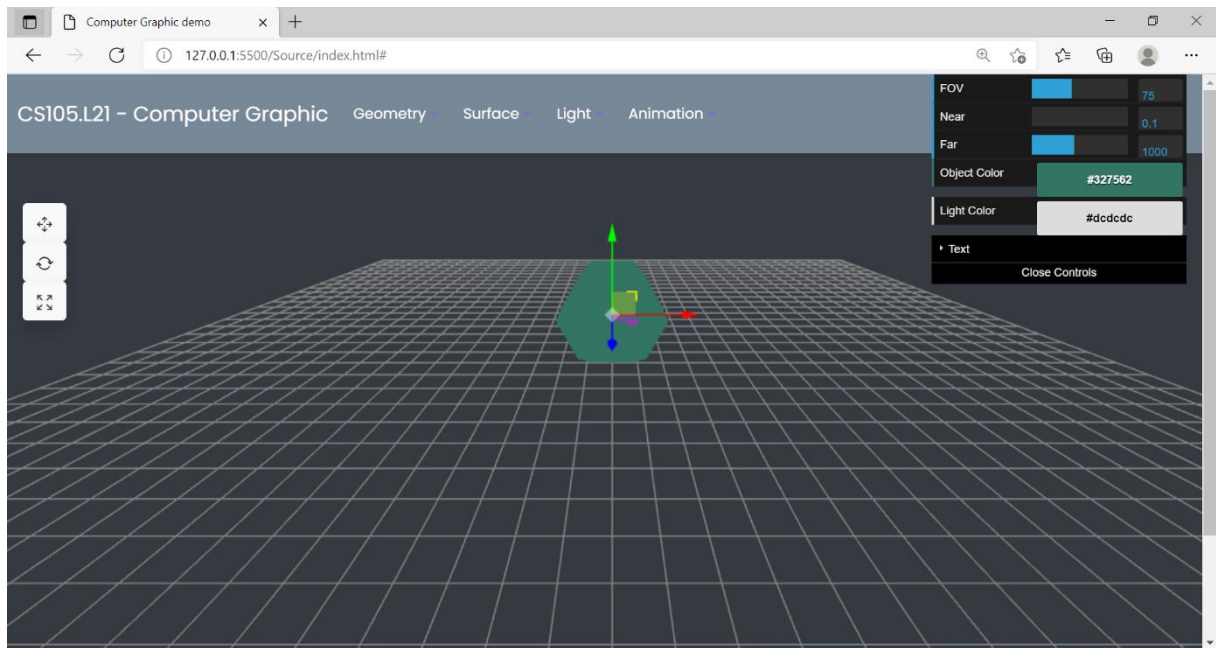 Computer Graphic demo
127.0.0.1:5500/Source/index.html#
CS105.L21 - Computer Graphic Geometry Surface Light Animation
FOV 75
Near 0.1
Far 1000
Object Color #327562
Light Color #dcdcdc
Text
Close Controls